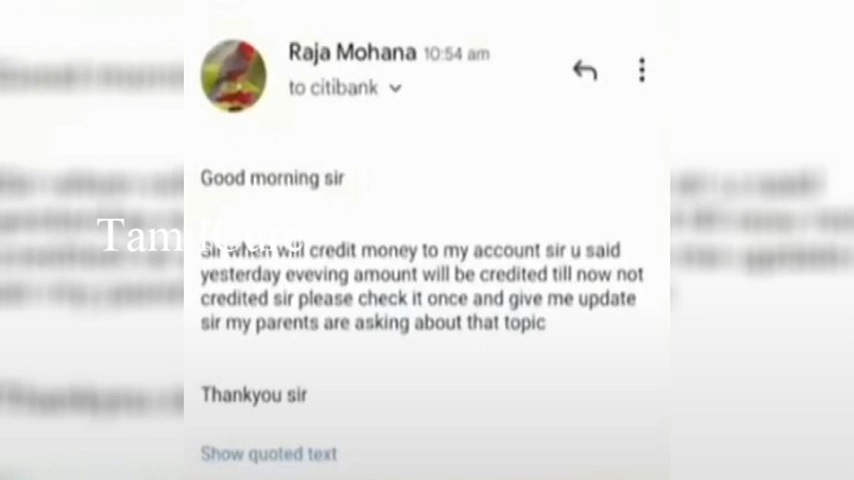 Raja Mohana 10:54 am
to citibank
Good morning sir
Sir when will credit money to my account sir u said
yesterday eveving amount will be credited till now not
credited sir please check it once and give me update
sir my parents are asking about that topic
Thankyou sir
Show quoted text